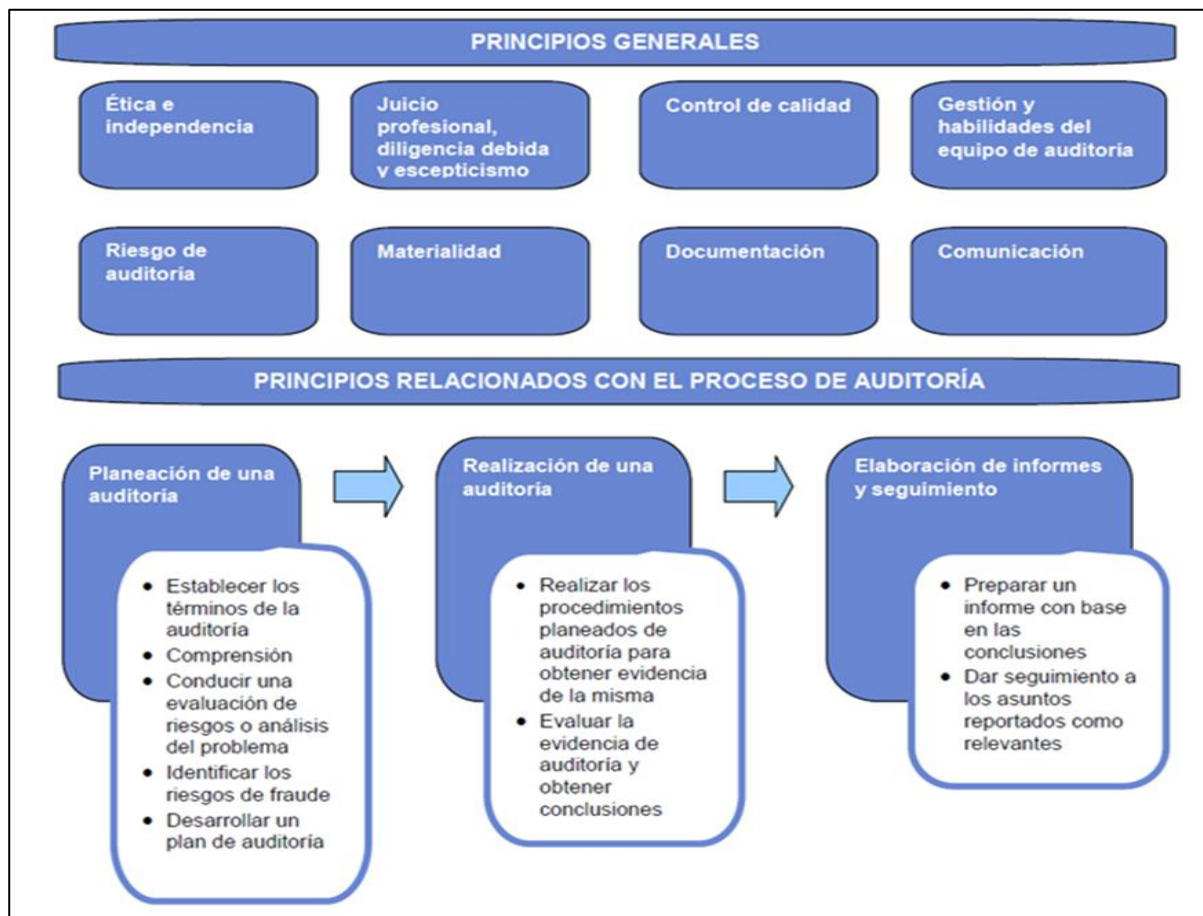 PRINCIPIOS GENERALES
Ética e
independencia
Juicio
profesional,
diligencia debida
y escepticismo
Control de calidad
Gestión y
habilidades del
equipo de auditoría
Riesgo de
auditoría
Materialidad
Documentación
Comunicación
PRINCIPIOS RELACIONADOS CON EL PROCESO DE AUDITORÍA
Planeación de una
auditoría
• Establecer los
términos de la
auditoría
• Comprensión
• Conducir una
evaluación de
riesgos o análisis
del problema
• Identificar los
riesgos de fraude
• Desarrollar un
plan de auditoría
Realización de una
auditoría
• Realizar los
procedimientos
planeados de
auditoría para
obtener evidencia
de la misma
• Evaluar la
evidencia de
auditoría y
obtener
conclusiones
Elaboración de informes
y seguimiento
• Preparar un
informe con base
en las
conclusiones
• Dar seguimiento a
los asuntos
reportados como
relevantes